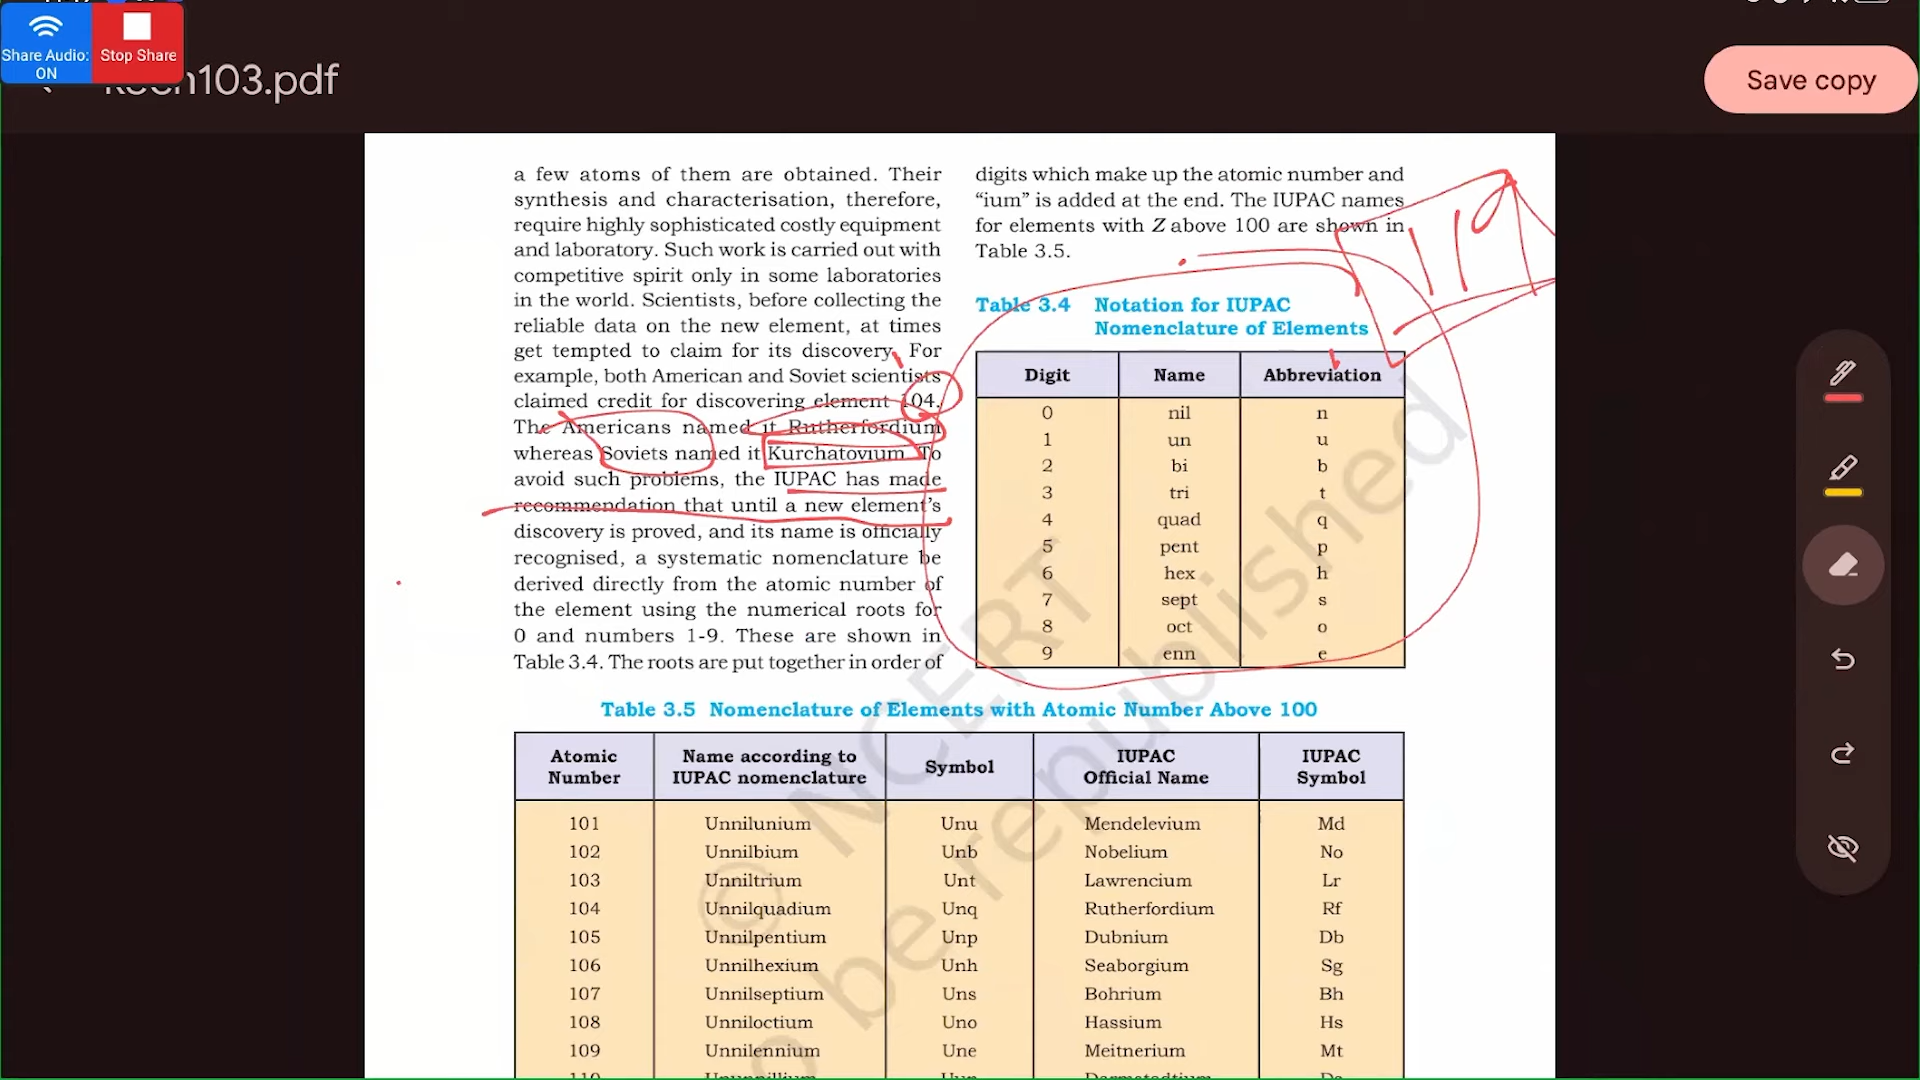 Share Audio:
ON
Stop Share
103.pdf
Save copy
a few atoms of them are obtained. Their
synthesis and characterisation, therefore,
require highly sophisticated costly equipment
and laboratory. Such work is carried out with
competitive spirit only in some laboratories
in the world. Scientists, before collecting the
reliable data on the new element, at times
get tempted to claim for its discovery. For
example, both American and Soviet scientists
claimed credit for discovering element 104.
The Americans named it Rutherfordium
whereas Soviets named it Kurchatovium. To
avoid such problems, the IUPAC has made
recommendation that until a new element's
discovery is proved, and its name is officially
recognised, a systematic nomenclature be
derived directly from the atomic number of
the element using the numerical roots for
0 and numbers 1-9. These are shown in
Table 3.4. The roots are put together in order of
digits which make up the atomic number and
“ium” is added at the end. The IUPAC names
for elements with Z above 100 are shown in
Table 3.5.
119
Table 3.4 Notation for IUPAC
Nomenclature of Elements
Digit Name Abbreviation
0 nil n
1 un u
2 bi b
3 tri t
4 quad q
5 pent p
6 hex h
7 sept s
8 oct o
9 enn e
Table 3.5 Nomenclature of Elements with Atomic Number Above 100
Atomic Number Name according to IUPAC nomenclature Symbol IUPAC Official Name IUPAC Symbol
101 Unnilunium Unu Mendelevium Md
102 Unnilbium Unb Nobelium No
103 Unniltrium Unt Lawrencium Lr
104 Unnilquadium Unq Rutherfordium Rf
105 Unnilpentium Unp Dubnium Db
106 Unnilhexium Unh Seaborgium Sg
107 Unnilseptium Uns Bohrium Bh
108 Unniloctium Uno Hassium Hs
109 Unnilennium Une Meitnerium Mt
© NCERT
o be republished